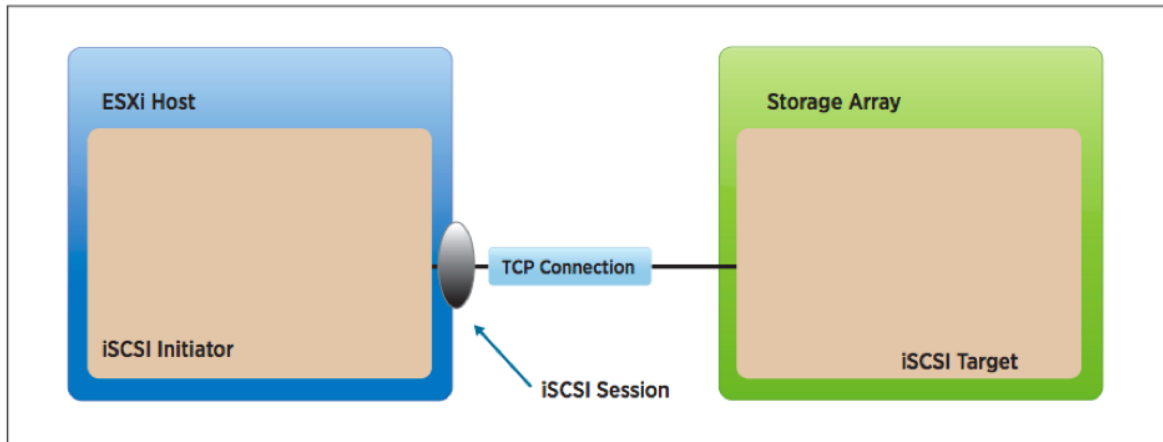 ESXi Host
Storage Array
TCP Connection
iSCSI Initiator
iSCSI Target
iSCSI Session